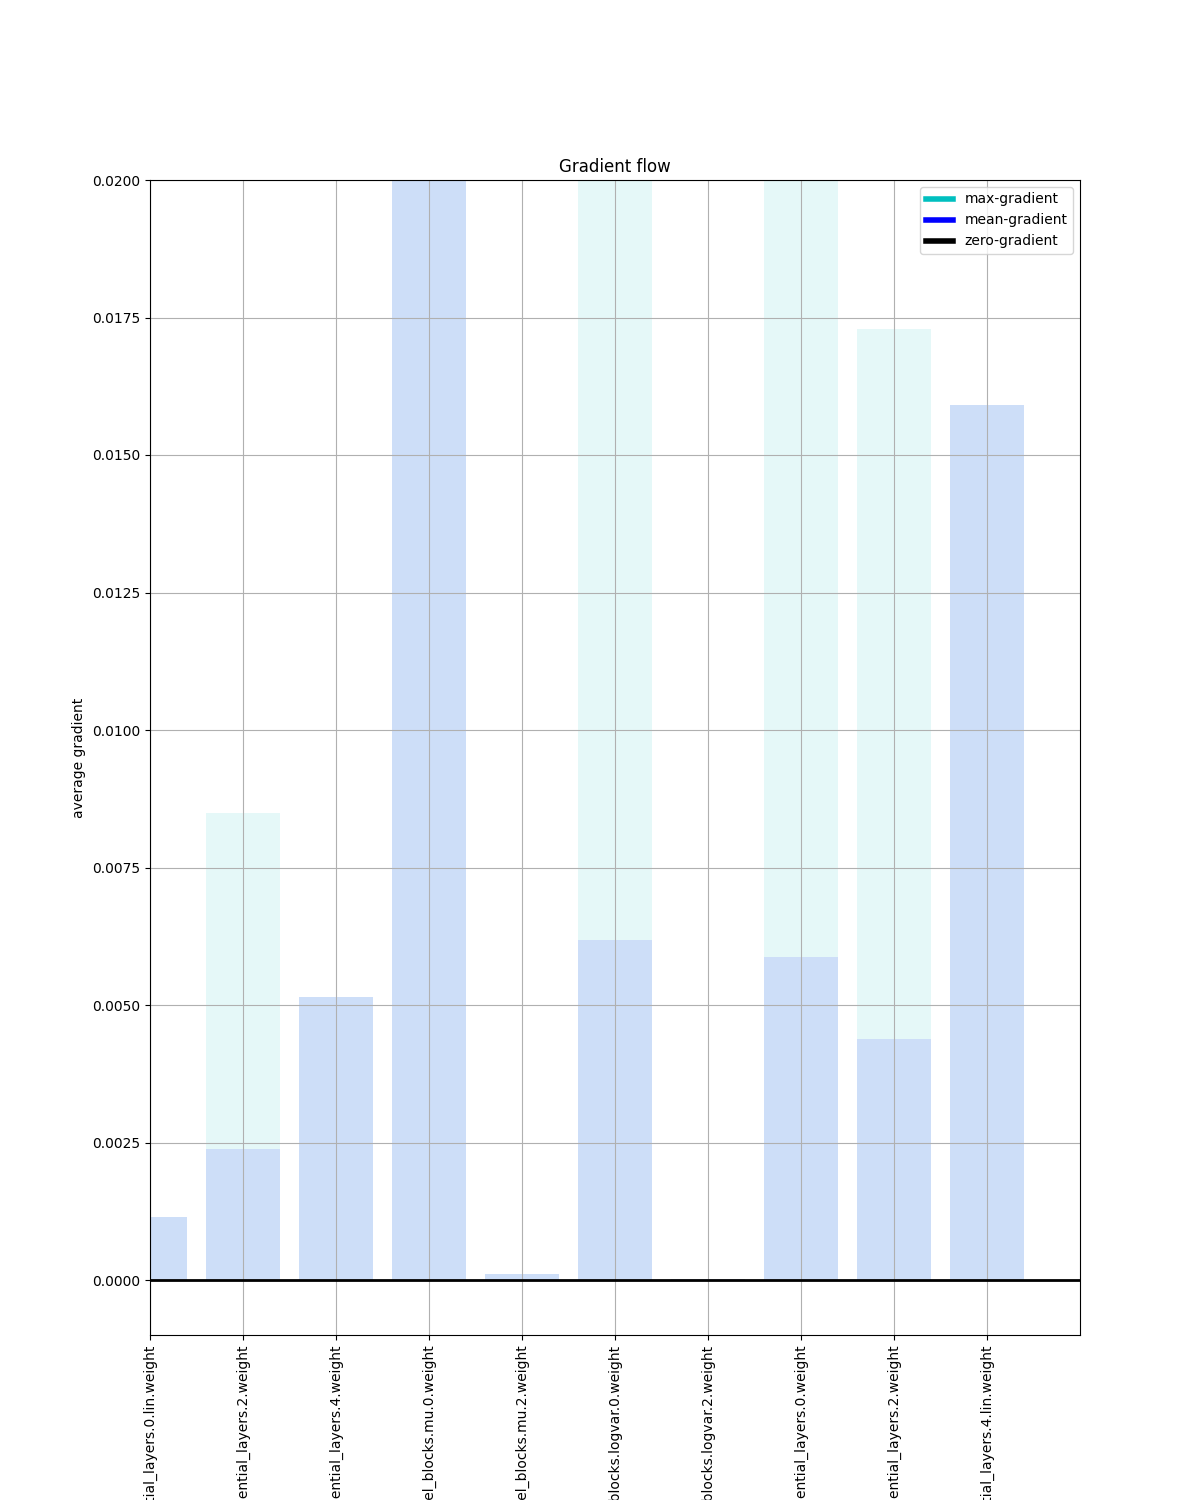 Gradient flow
max-gradient
mean-gradient
zero-gradient
0.0200
0.0175
0.0150
0.0125
0.0100
0.0075
0.0050
0.0025
0.0000
average gradient
tial_layers.0.lin.weight
ential_layers.2.weight
ential_layers.4.weight
el_blocks.mu.0.weight
el_blocks.mu.2.weight
blocks.logvar.0.weight
blocks.logvar.2.weight
ential_layers.0.weight
ential_layers.2.weight
tial_layers.4.lin.weight